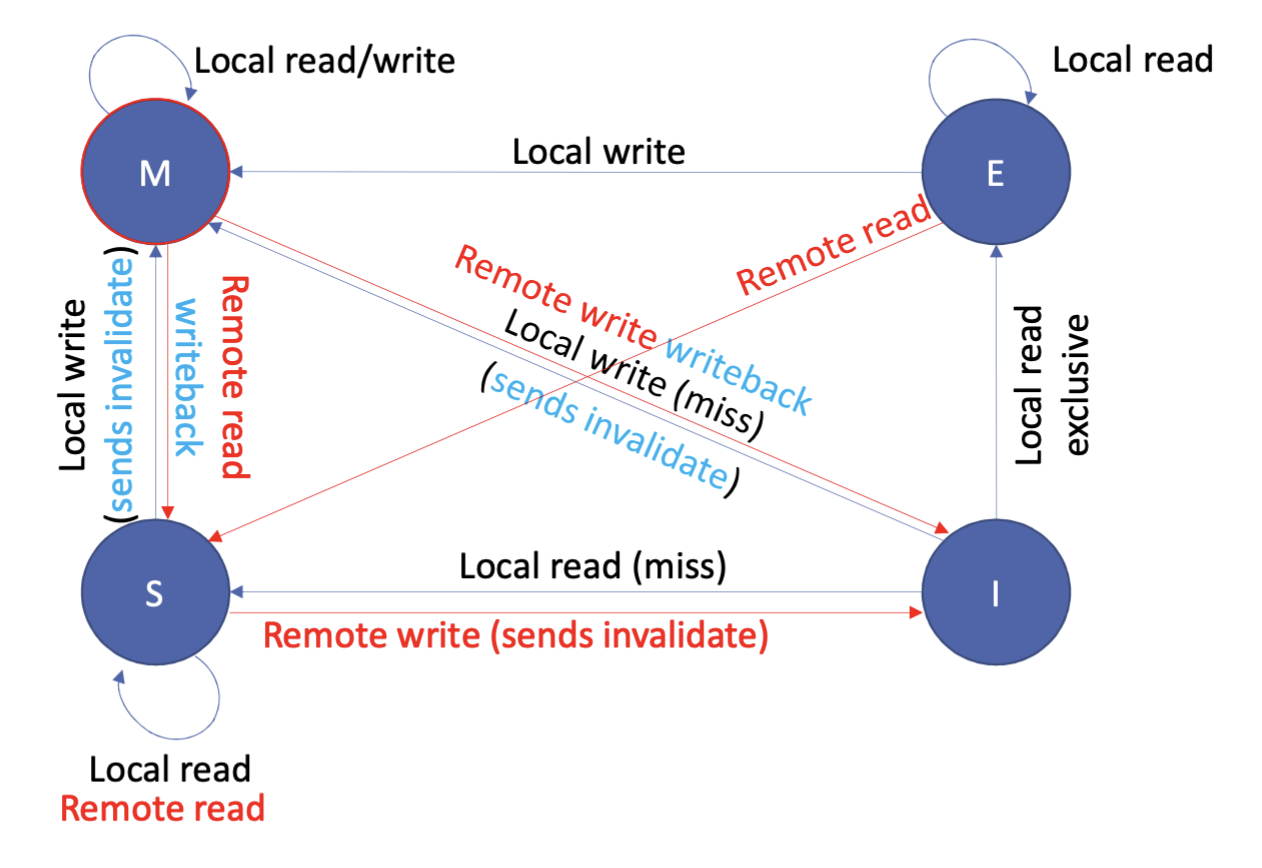 Local read/write
Local read
M
Local write
E
Remote read
Remote write writeback
Local write (miss)
(sends invalidate)
Local write
(sends invalidate)
writeback
Remote read
Local read
exclusive
S
Local read (miss)
I
Remote write (sends invalidate)
Local read
Remote read